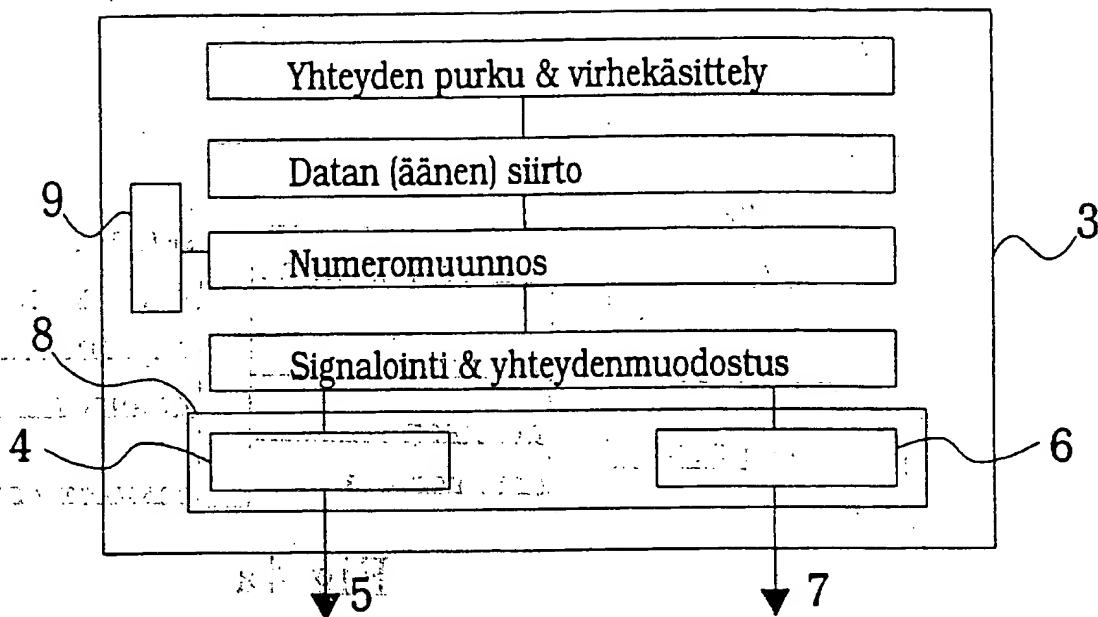 Yhteyden purku & virhekäsittely
Datan (äänen) siirto
9
Numeromuunnos
3
8
Signalointi & yhteydenmuodostus
4
6
5
7